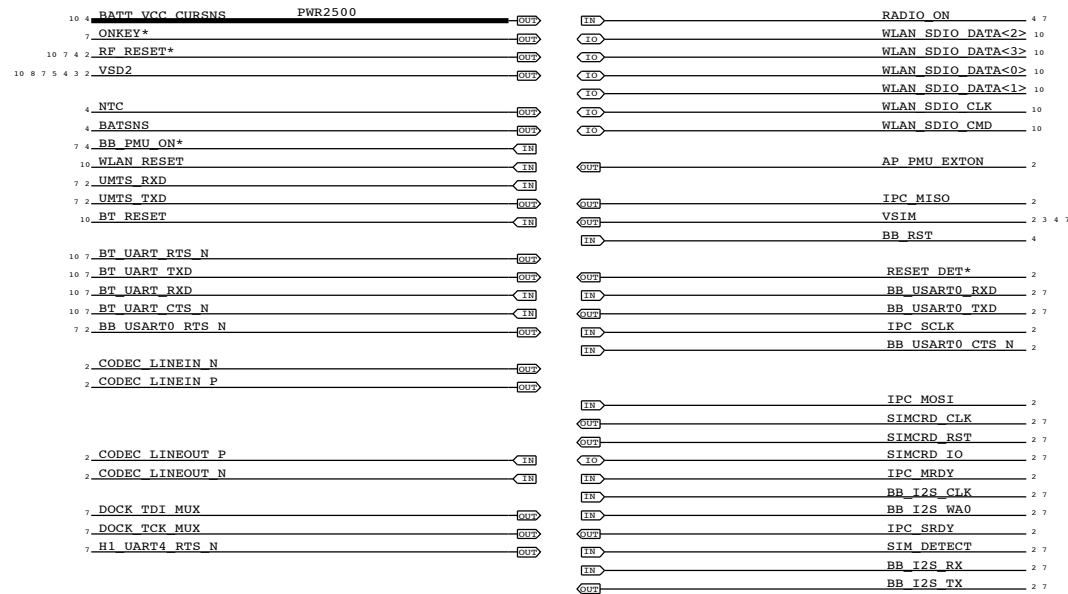 10 4 BATT_VCC_CURSNS PWR2500 OUT
7 ONKEY* OUT
10 7 4 2 RF_RESET* OUT
10 8 7 5 4 3 2 VSD2 OUT
4 NTC OUT
4 BATSNS OUT
7 4 BB_PMU_ON* IN
10 WLAN_RESET IN
7 2 UMTS_RXD IN
7 2 UMTS_TXD OUT
10 BT_RESET IN
10 7 BT_UART_RTS_N OUT
10 7 BT_UART_TXD OUT
10 7 BT_UART_RXD IN
10 7 BT_UART_CTS_N IN
7 2 BB_USART0_RTS_N OUT
2 CODEC_LINEIN_N OUT
2 CODEC_LINEIN_P OUT
2 CODEC_LINEOUT_P IN
2 CODEC_LINEOUT_N IN
7 DOCK_TDI_MUX OUT
7 DOCK_TCK_MUX OUT
7 H1_UART4_RTS_N OUT
IN RADIO_ON 4 7
IO WLAN_SDIO_DATA<2> 10
IO WLAN_SDIO_DATA<3> 10
IO WLAN_SDIO_DATA<0> 10
IO WLAN_SDIO_DATA<1> 10
IO WLAN_SDIO_CLK 10
IO WLAN_SDIO_CMD 10
OUT AP_PMU_EXTON 2
OUT IPC_MISO 2
OUT VSIM 2 3 4 7
IN BB_RST 4
OUT RESET_DET* 2
IN BB_USART0_RXD 2 7
OUT BB_USART0_TXD 2 7
IN IPC_SCLK 2
IN BB_USART0_CTS_N 2
IN IPC_MOSI 2
OUT SIMCRD_CLK 2 7
OUT SIMCRD_RST 2 7
IO SIMCRD_IO 2 7
IN IPC_MRDY 2
IN BB_I2S_CLK 2 7
IN BB_I2S_WA0 2 7
OUT IPC_SRDY 2
IN SIM_DETECT 2 7
IN BB_I2S_RX 2 7
OUT BB_I2S_TX 2 7